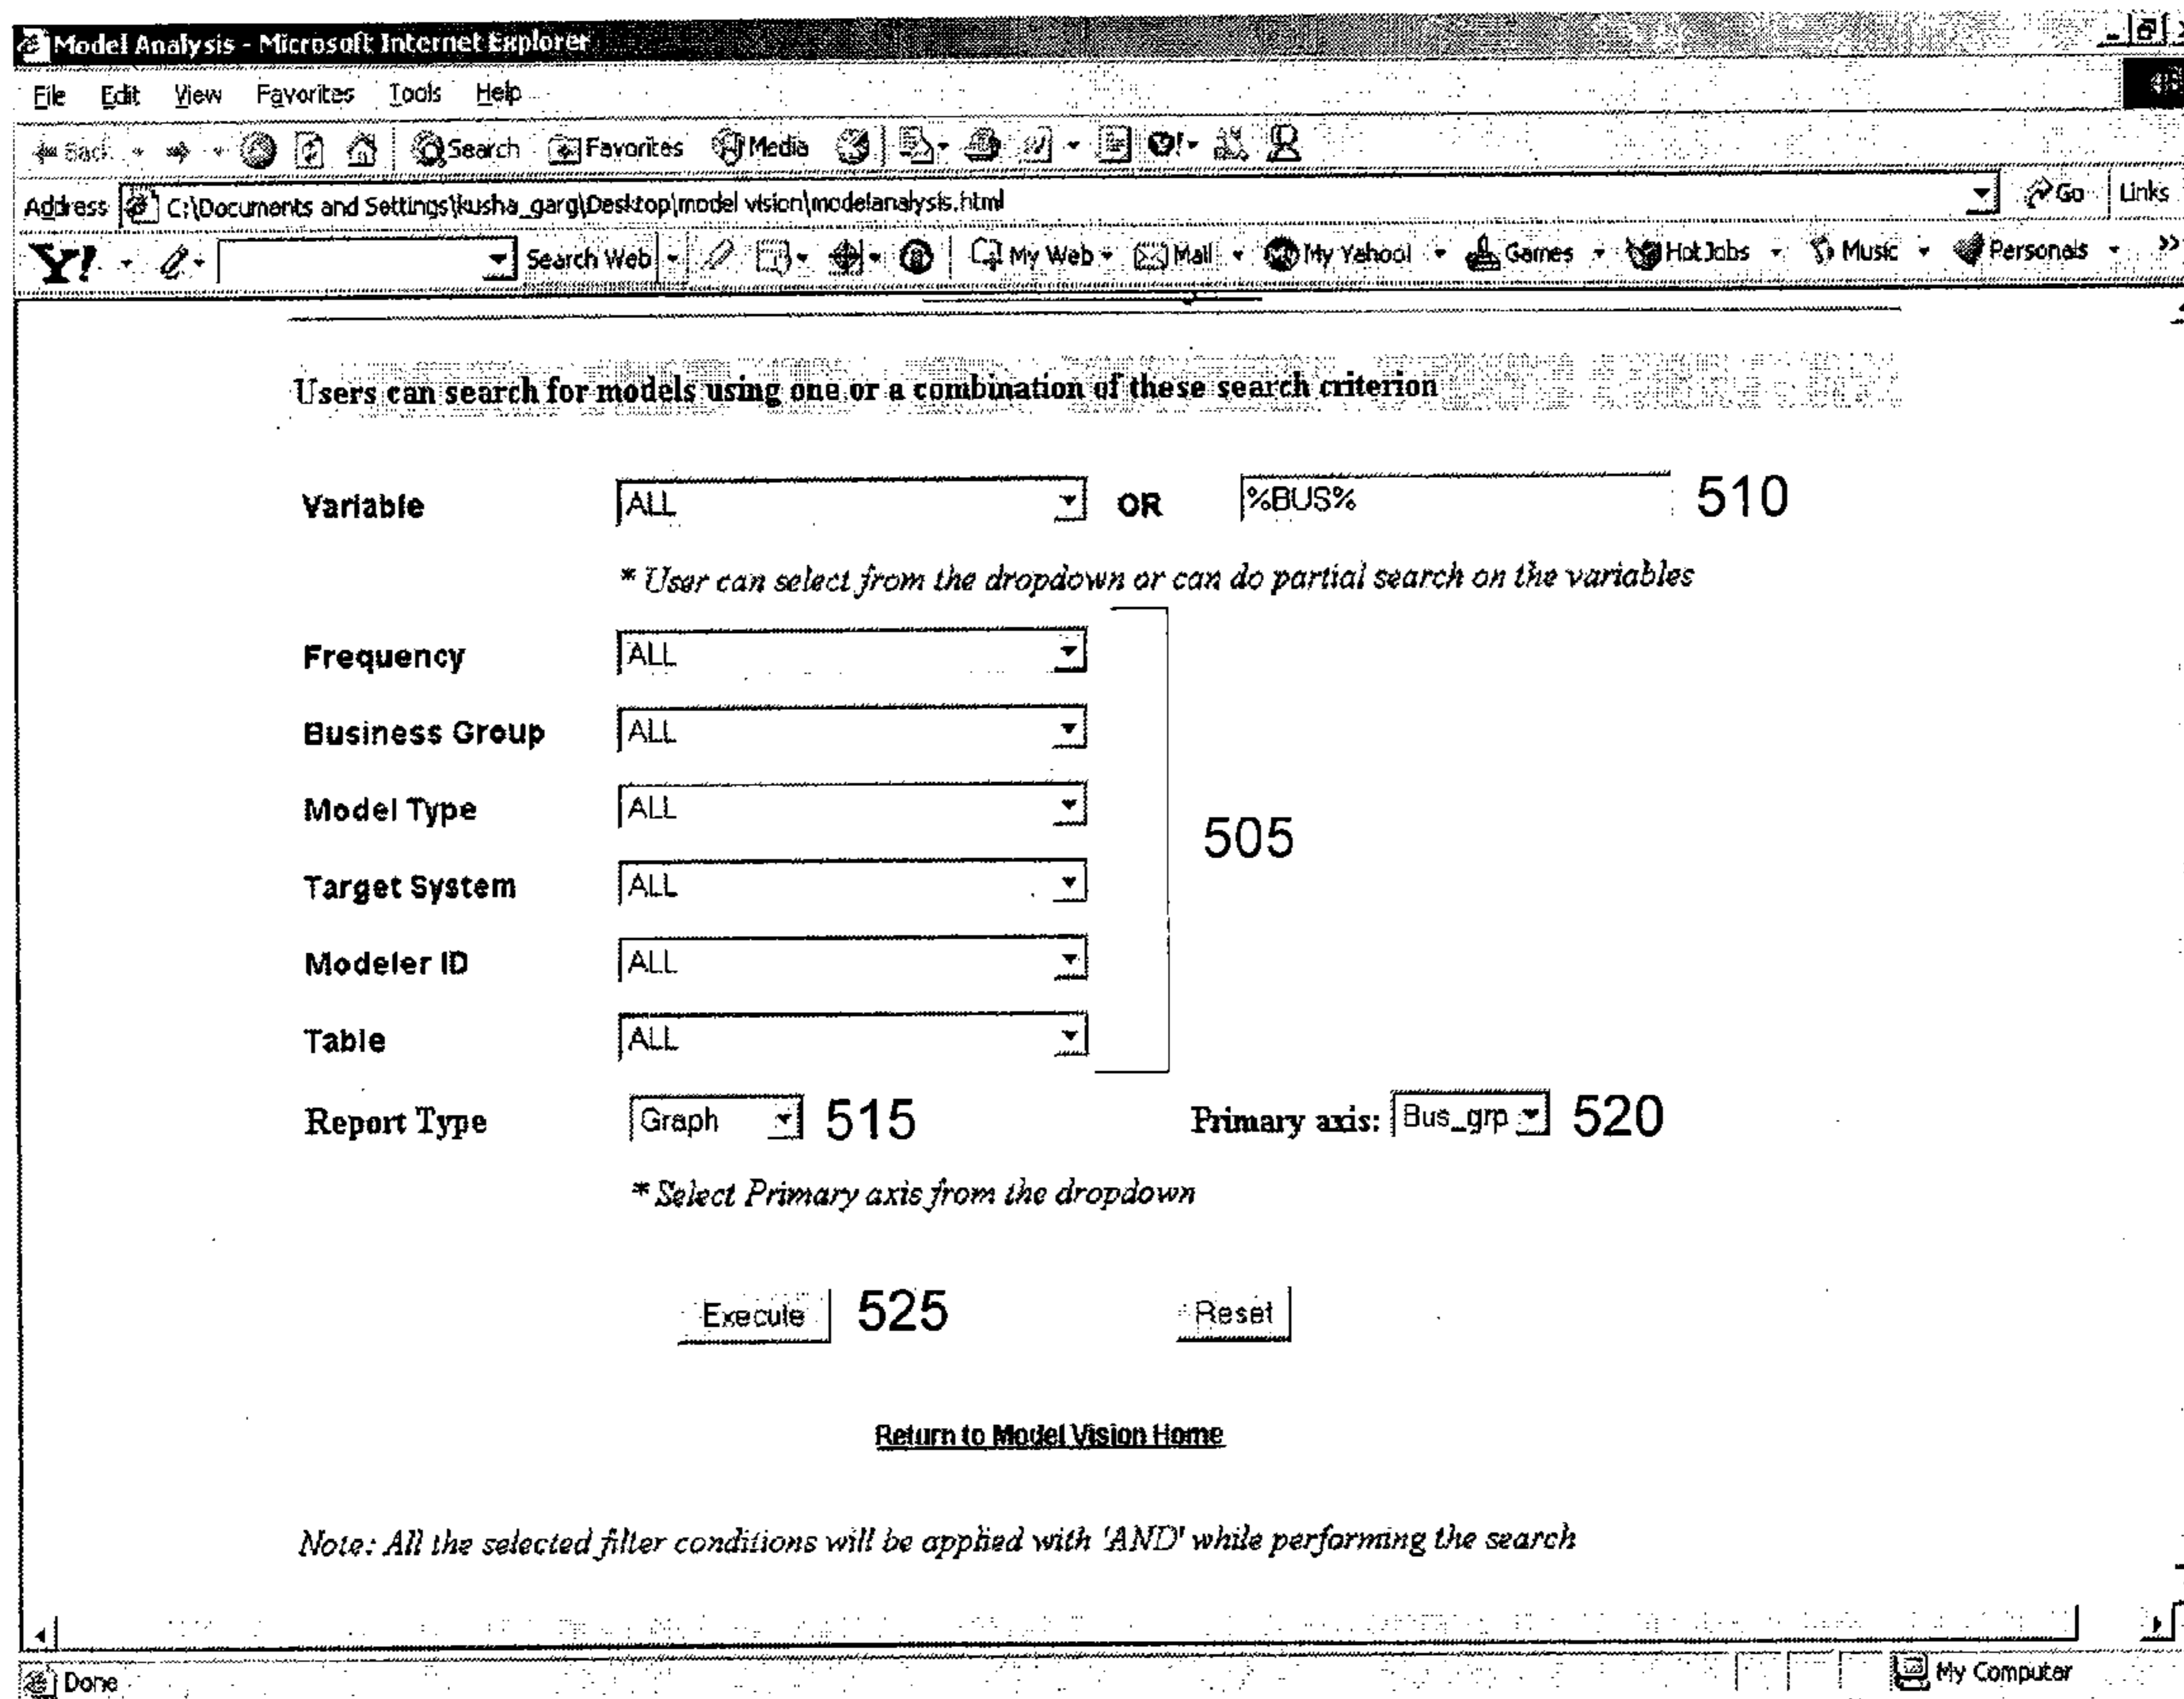 Model Analysis - Microsoft Internet Explorer
File Edit View Favorites Tools Help
Back Search Favorites Media
Address C:\Documents and Settings\kusha_garg\Desktop\model vision\modelanalysis.html Go Links
Y! Search Web My Web Mail My Yahoo! Games HotJobs Music Personals »
Users can search for models using one or a combination of these search criterion
Variable ALL OR %BUS% 510
* User can select from the dropdown or can do partial search on the variables
Frequency ALL
Business Group ALL
Model Type ALL
505
Target System ALL
Modeler ID ALL
Table ALL
Report Type Graph 515 Primary axis: Bus_grp 520
* Select Primary axis from the dropdown
Execute 525 Reset
Return to Model Vision Home
Note: All the selected filter conditions will be applied with 'AND' while performing the search
Done My Computer